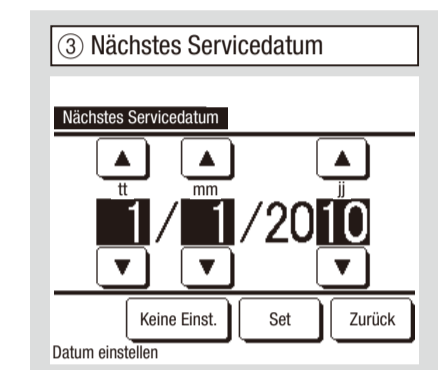 ③ Nächstes Servicedatum
Nächstes Servicedatum
▲ ▲ ▲
tt mm jj
1/ 1/2010
▼ ▼ ▼
Keine Einst. Set Zurück
Datum einstellen